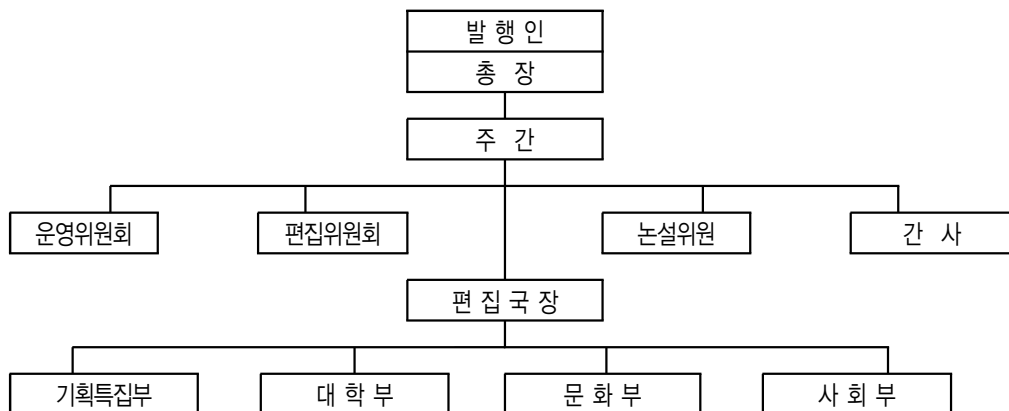 발 행 인
총 장
주 간
운영위원회 편집위원회 논설위원 간 사
편 집 국 장
기획특집부 대 학 부 문 화 부 사 회 부